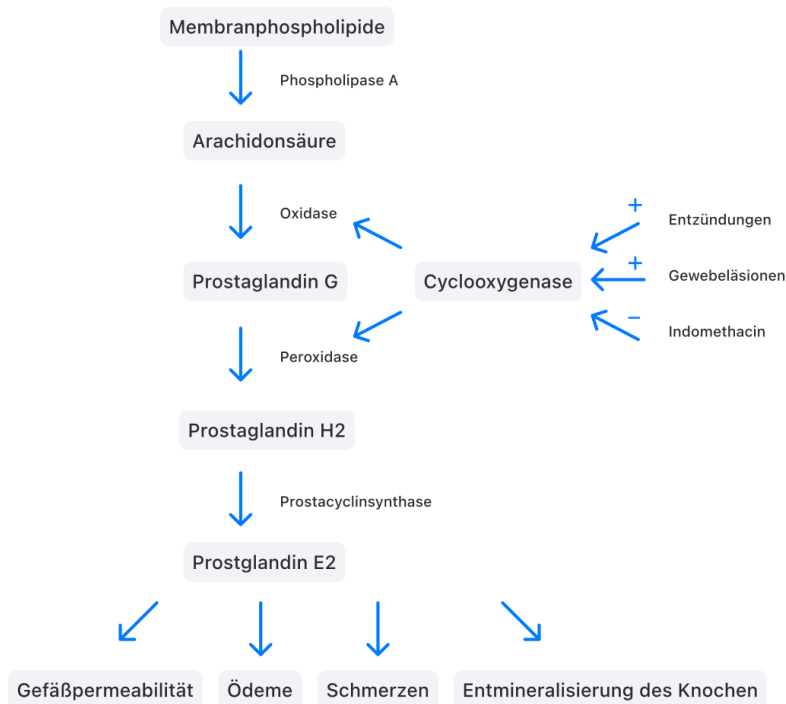 Membranphospholipide
Phospholipase A
Arachidonsäure
+
Oxidase
Entzündungen
+
Prostaglandin G
Cyclooxygenase
Gewebeläsionen
−
Indomethacin
Peroxidase
Prostaglandin H2
Prostacyclinsynthase
Prostglandin E2
Gefäßpermeabilität
Ödeme
Schmerzen
Entmineralisierung des Knochen